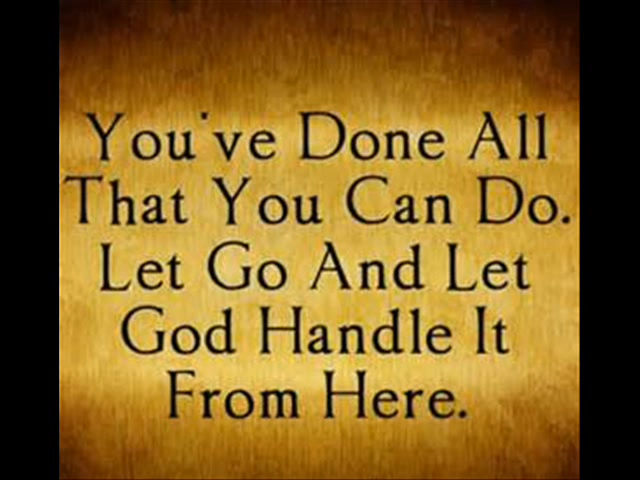 You've Done All
That You Can Do.
Let Go And Let
God Handle It
From Here.